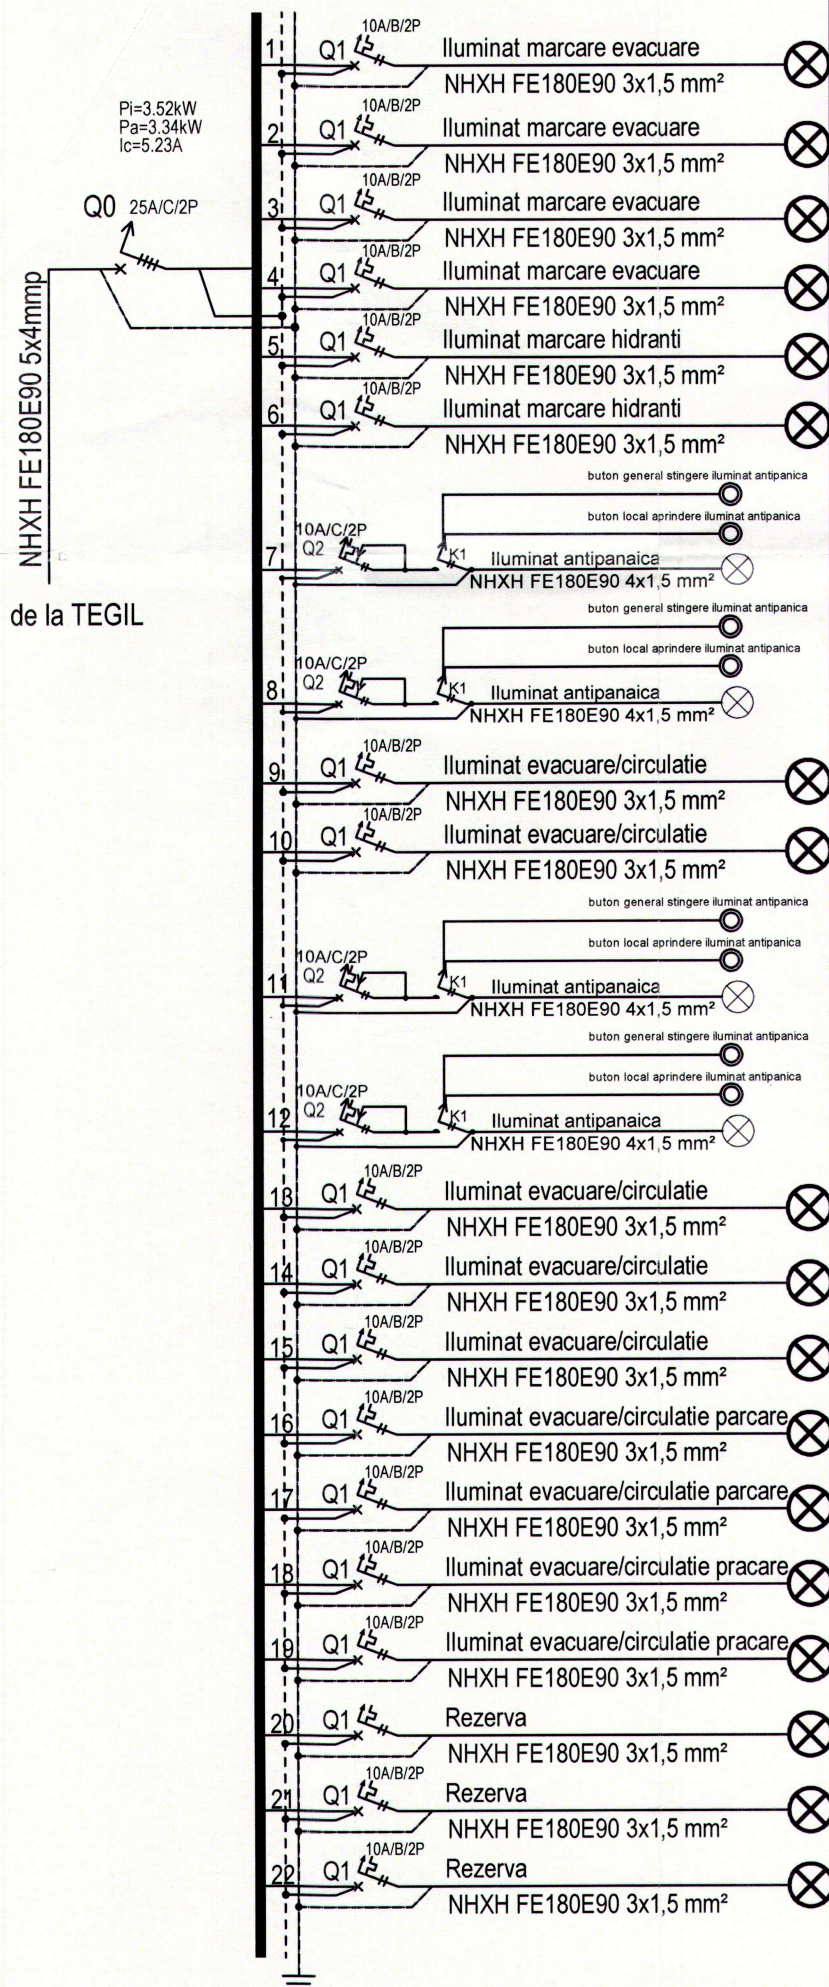 Pi=3.52kW
Pa=3.34kW
Ic=5.23A
Q0 25A/C/2P
NHXH FE180E90 5x4mmp
de la TEGIL
10A/B/2P
1 Q1 Iluminat marcare evacuare
NHXH FE180E90 3x1,5 mm²
10A/B/2P
2 Q1 Iluminat marcare evacuare
NHXH FE180E90 3x1,5 mm²
10A/B/2P
3 Q1 Iluminat marcare evacuare
NHXH FE180E90 3x1,5 mm²
10A/B/2P
4 Q1 Iluminat marcare evacuare
NHXH FE180E90 3x1,5 mm²
10A/B/2P
5 Q1 Iluminat marcare hidranti
NHXH FE180E90 3x1,5 mm²
10A/B/2P
6 Q1 Iluminat marcare hidranti
NHXH FE180E90 3x1,5 mm²
buton general stingere iluminat antipanica
buton local aprindere iluminat antipanica
10A/C/2P
Q2
7 K1 Iluminat antipanaica
NHXH FE180E90 4x1,5 mm²
buton general stingere iluminat antipanica
buton local aprindere iluminat antipanica
10A/C/2P
Q2
8 K1 Iluminat antipanaica
NHXH FE180E90 4x1,5 mm²
10A/B/2P
9 Q1 Iluminat evacuare/circulatie
NHXH FE180E90 3x1,5 mm²
10A/B/2P
10 Q1 Iluminat evacuare/circulatie
NHXH FE180E90 3x1,5 mm²
buton general stingere iluminat antipanica
buton local aprindere iluminat antipanica
10A/C/2P
Q2
11 K1 Iluminat antipanaica
NHXH FE180E90 4x1,5 mm²
buton general stingere iluminat antipanica
buton local aprindere iluminat antipanica
10A/C/2P
Q2
12 K1 Iluminat antipanaica
NHXH FE180E90 4x1,5 mm²
10A/B/2P
13 Q1 Iluminat evacuare/circulatie
NHXH FE180E90 3x1,5 mm²
10A/B/2P
14 Q1 Iluminat evacuare/circulatie
NHXH FE180E90 3x1,5 mm²
10A/B/2P
15 Q1 Iluminat evacuare/circulatie
NHXH FE180E90 3x1,5 mm²
10A/B/2P
16 Q1 Iluminat evacuare/circulatie parcare
NHXH FE180E90 3x1,5 mm²
10A/B/2P
17 Q1 Iluminat evacuare/circulatie parcare
NHXH FE180E90 3x1,5 mm²
10A/B/2P
18 Q1 Iluminat evacuare/circulatie pracare
NHXH FE180E90 3x1,5 mm²
10A/B/2P
19 Q1 Iluminat evacuare/circulatie pracare
NHXH FE180E90 3x1,5 mm²
10A/B/2P
20 Q1 Rezerva
NHXH FE180E90 3x1,5 mm²
10A/B/2P
21 Q1 Rezerva
NHXH FE180E90 3x1,5 mm²
10A/B/2P
22 Q1 Rezerva
NHXH FE180E90 3x1,5 mm²